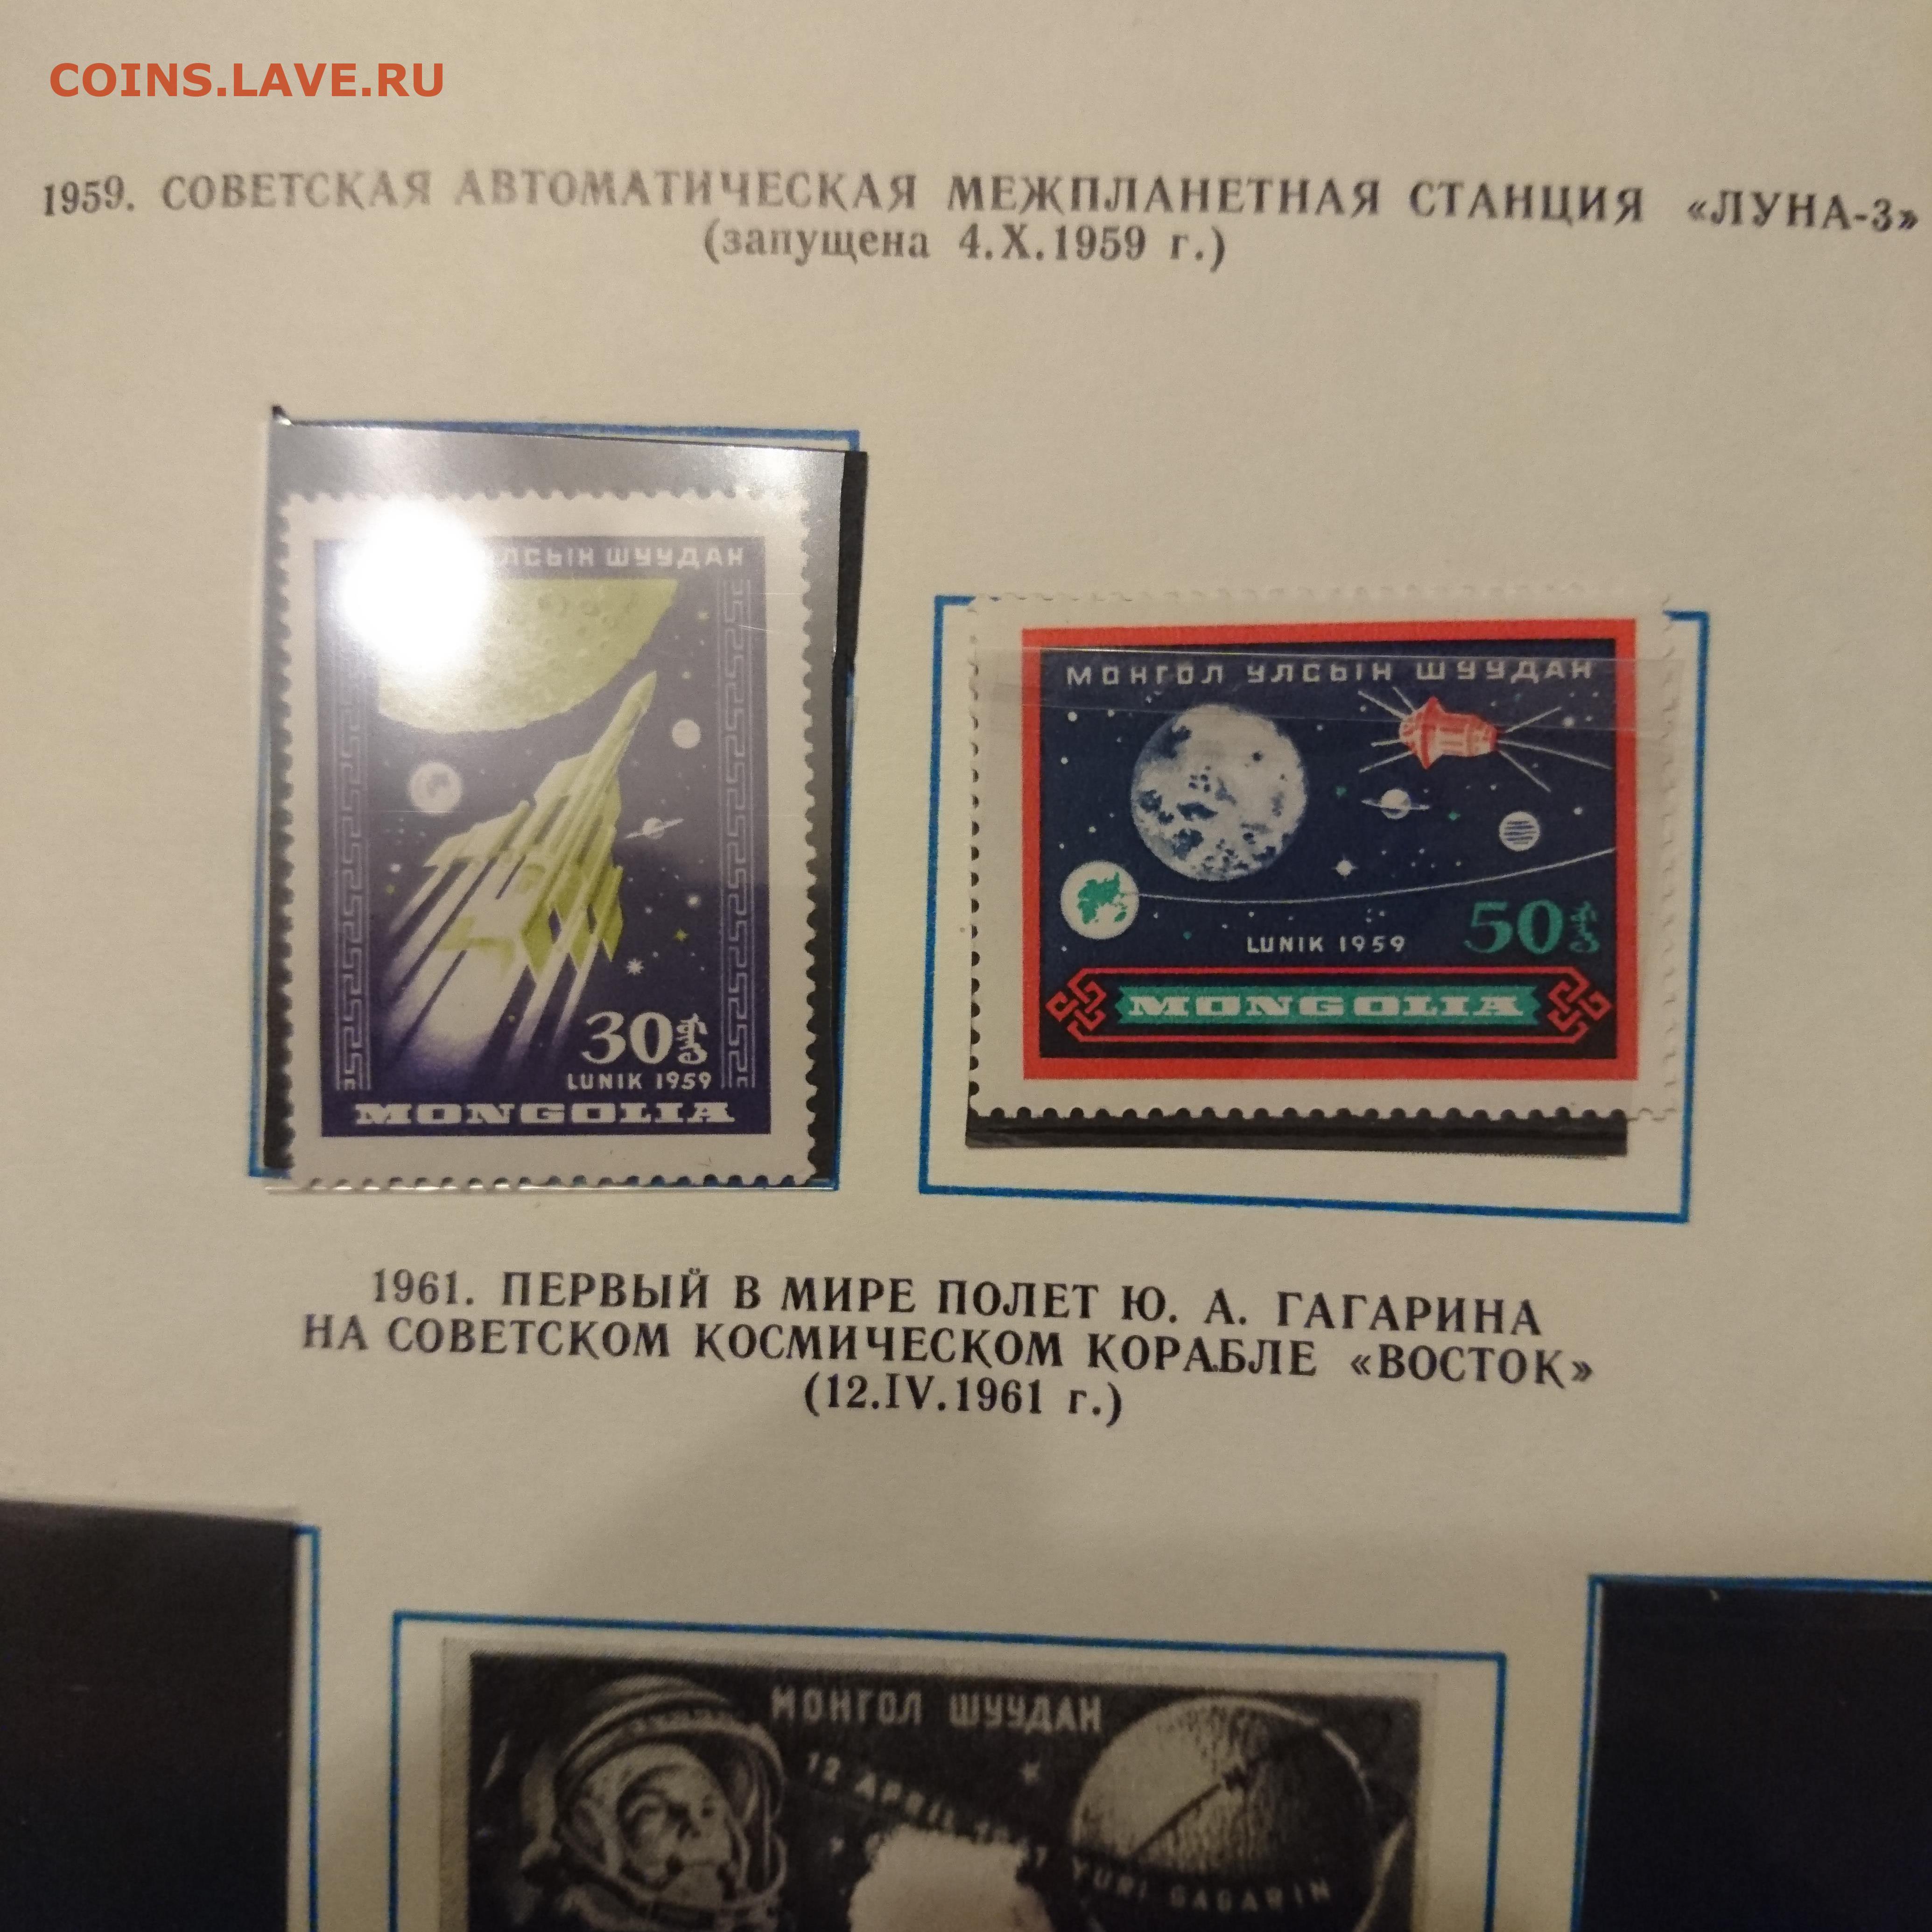 COINS.LAVE.RU
1959. СОВЕТСКАЯ АВТОМАТИЧЕСКАЯ МЕЖПЛАНЕТНАЯ СТАНЦИЯ «ЛУНА-3»
(запущена 4.X.1959 г.)
ШУУДАН
30
LUNIK 1959
MONGOLIA
МОНГОЛ УЛСЫН ШУУДАН
LUNIK 1959 50
MONGOLIA
1961. ПЕРВЫЙ В МИРЕ ПОЛЕТ Ю. А. ГАГАРИНА
НА СОВЕТСКОМ КОСМИЧЕСКОМ КОРАБЛЕ «ВОСТОК»
(12.IV.1961 г.)
МОНГОЛ ШУУДАН
12 APRIL
YURI GAGARIN